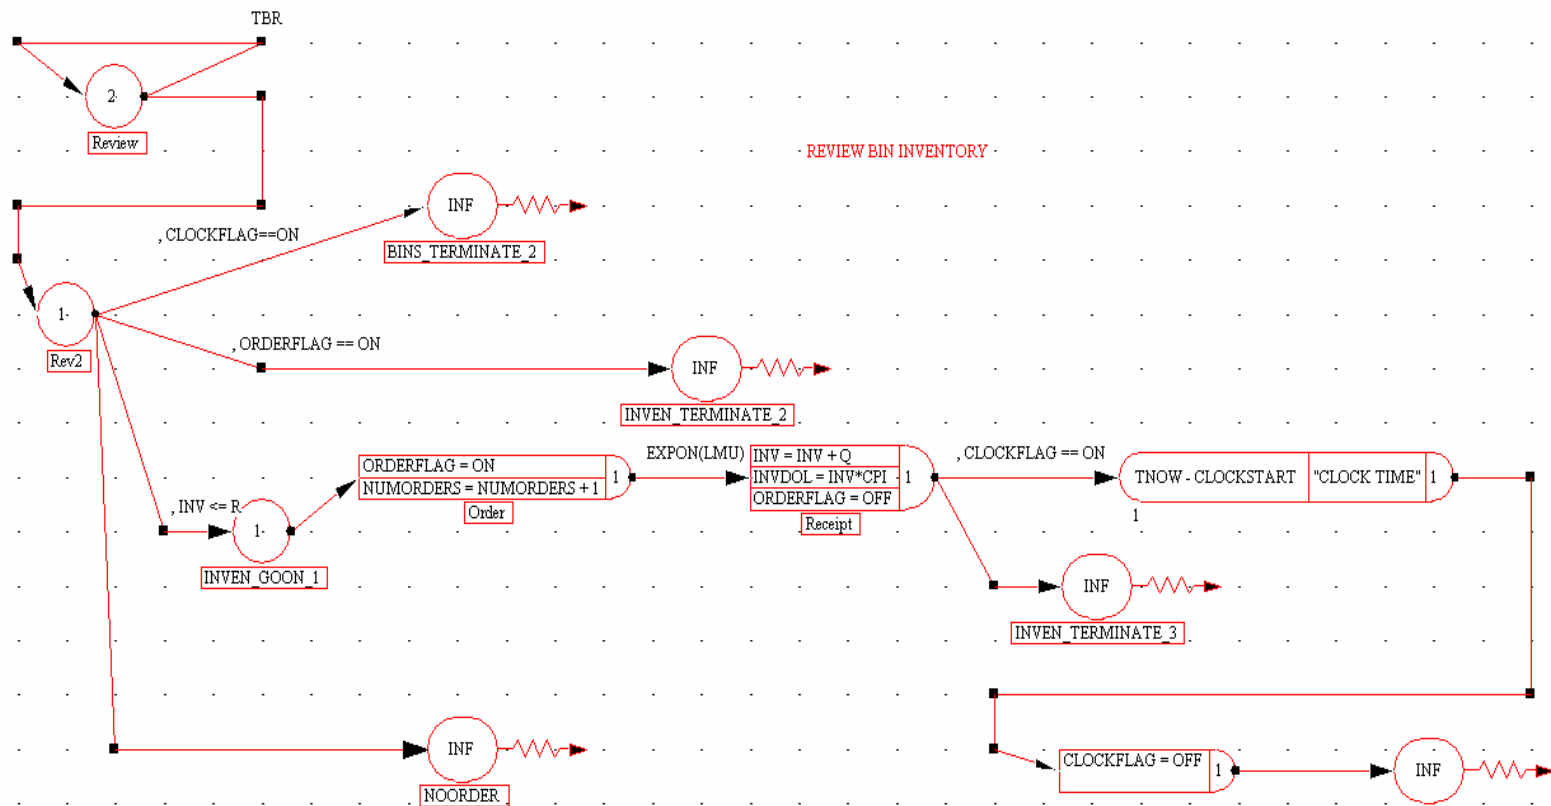 TBR
2
Review
REVIEW BIN INVENTORY
INF
, CLOCKFLAG==ON
BINS_TERMINATE_2
1
Rev2
, ORDERFLAG == ON
INF
INVEN_TERMINATE_2
ORDERFLAG = ON
NUMORDERS = NUMORDERS + 1
1
Order
EXPON(LMU)
INV = INV + Q
INVDOL = INV*CPI
ORDERFLAG = OFF
1
Receipt
, CLOCKFLAG == ON
TNOW - CLOCKSTART
"CLOCK TIME"
1
1
, INV <= R
1
INVEN_GOON_1
INF
INVEN_TERMINATE_3
INF
NOORDER
CLOCKFLAG = OFF
1
INF